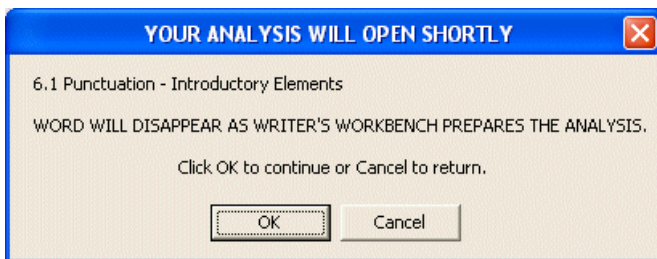 YOUR ANALYSIS WILL OPEN SHORTLY
6.1 Punctuation - Introductory Elements
WORD WILL DISAPPEAR AS WRITER'S WORKBENCH PREPARES THE ANALYSIS.
Click OK to continue or Cancel to return.
OK Cancel